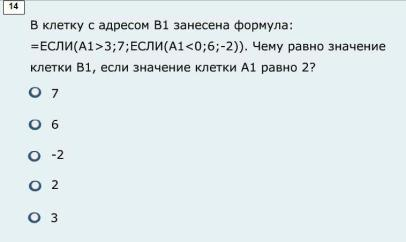 14
В клетку с адресом В1 занесена формула:
=ЕСЛИ(А1>3;7;ЕСЛИ(А1<0;6;-2)). Чему равно значение
клетки В1, если значение клетки А1 равно 2?
7
6
-2
2
3